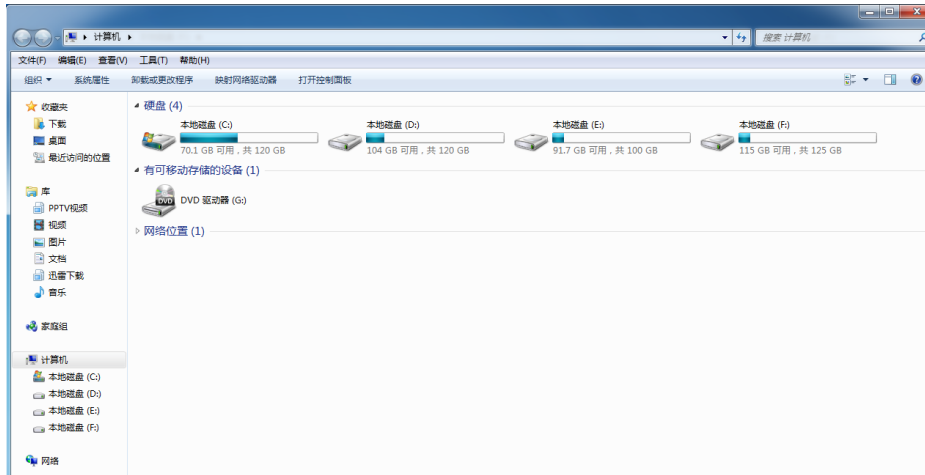 计算机
搜索 计算机
文件(F) 编辑(E) 查看(V) 工具(T) 帮助(H)
组织 系统属性 卸载或更改程序 映射网络驱动器 打开控制面板
收藏夹
下载
桌面
最近访问的位置
库
PPTV视频
视频
图片
文档
迅雷下载
音乐
家庭组
计算机
本地磁盘 (C:)
本地磁盘 (D:)
本地磁盘 (E:)
本地磁盘 (F:)
网络
硬盘 (4)
本地磁盘 (C:)
70.1 GB 可用，共 120 GB
本地磁盘 (D:)
104 GB 可用，共 120 GB
本地磁盘 (E:)
91.7 GB 可用，共 100 GB
本地磁盘 (F:)
115 GB 可用，共 125 GB
有可移动存储的设备 (1)
DVD
DVD 驱动器 (G:)
网络位置 (1)